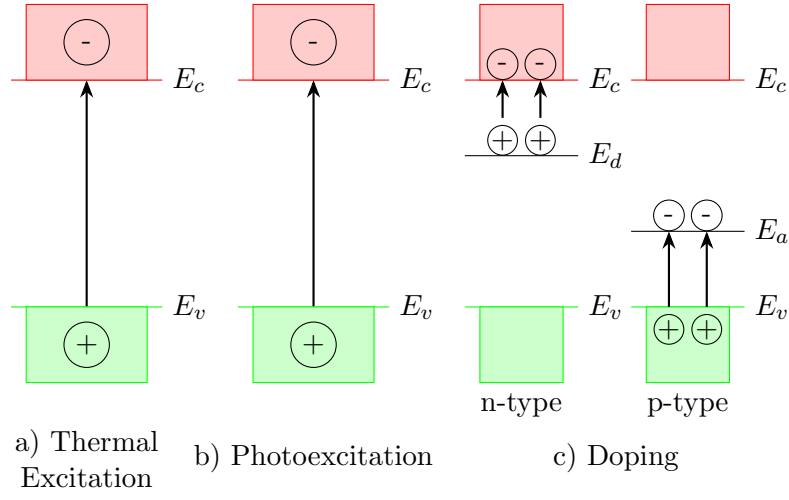 - - - - - -
E_c E_c E_c E_c
+ +
E_d
- -
E_a
E_v E_v E_v E_v
+ + + +
n-type p-type
a) Thermal
Excitation
b) Photoexcitation
c) Doping